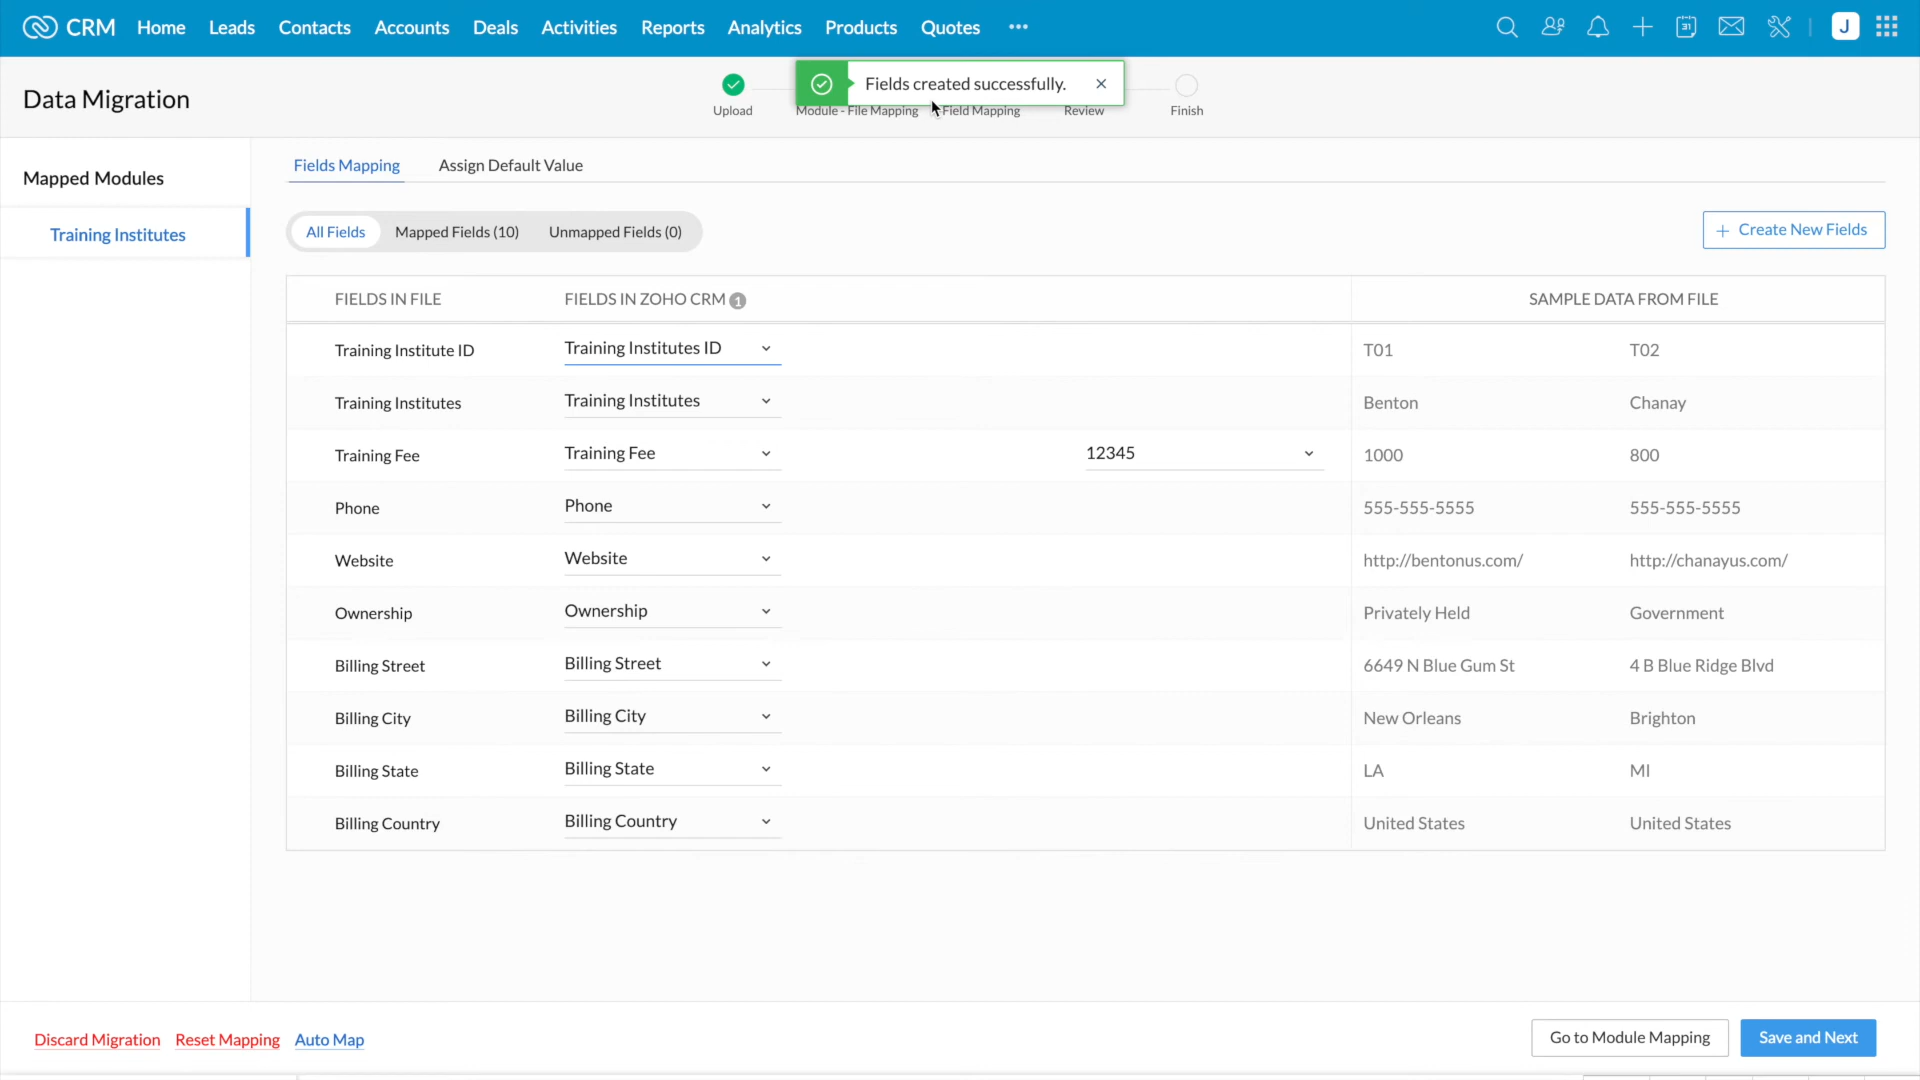 CRM Home Leads Contacts Accounts Deals Activities Reports Analytics Products Quotes ••• 31 J
Data Migration
Fields created successfully.
Upload Module - File Mapping Field Mapping Review Finish
Mapped Modules
Training Institutes
Fields Mapping Assign Default Value
All Fields Mapped Fields (10) Unmapped Fields (0) + Create New Fields
FIELDS IN FILE FIELDS IN ZOHO CRM 1 SAMPLE DATA FROM FILE
Training Institute ID Training Institutes ID T01 T02
Training Institutes Training Institutes Benton Chanay
Training Fee Training Fee 12345 1000 800
Phone Phone 555-555-5555 555-555-5555
Website Website http://bentonus.com/ http://chanayus.com/
Ownership Ownership Privately Held Government
Billing Street Billing Street 6649 N Blue Gum St 4 B Blue Ridge Blvd
Billing City Billing City New Orleans Brighton
Billing State Billing State LA MI
Billing Country Billing Country United States United States
Discard Migration Reset Mapping Auto Map Go to Module Mapping Save and Next